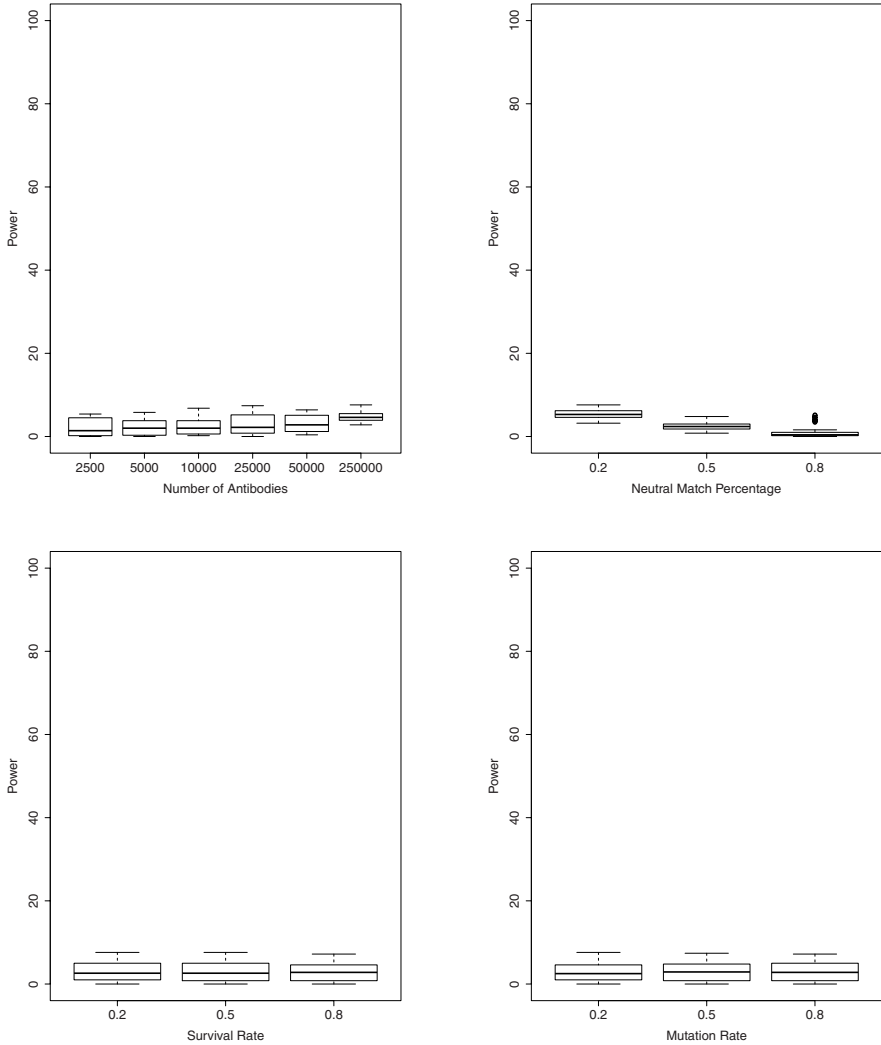 100
80
60
40
20
0
Power
2500 5000 10000 25000 50000 250000
Number of Antibodies
100
80
60
40
20
0
Power
0.2 0.5 0.8
Neutral Match Percentage
100
80
60
40
20
0
Power
0.2 0.5 0.8
Survival Rate
100
80
60
40
20
0
Power
0.2 0.5 0.8
Mutation Rate